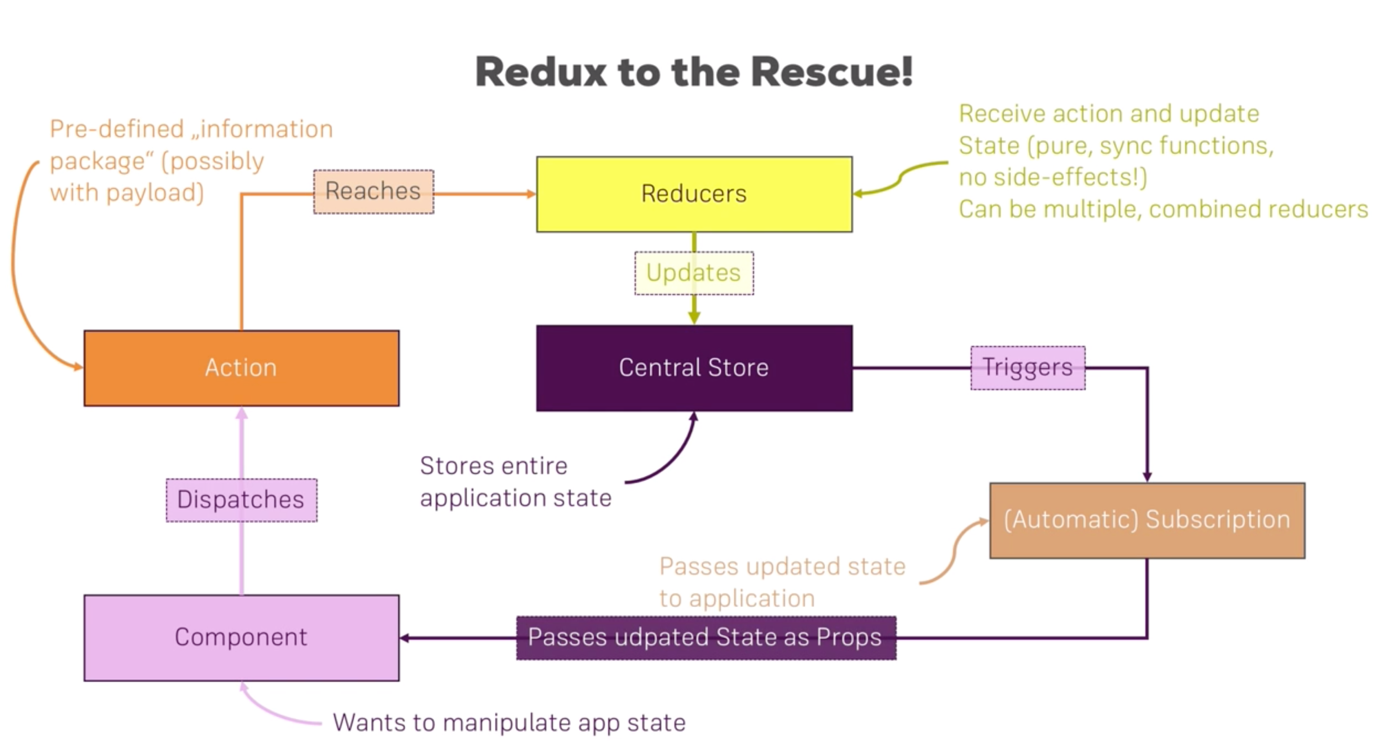 Redux to the Rescue!
Pre-defined „information
package“ (possibly
with payload)
Reaches
Reducers
Receive action and update
State (pure, sync functions,
no side-effects!)
Can be multiple, combined reducers
Updates
Action
Central Store
Triggers
Stores entire
application state
Dispatches
(Automatic) Subscription
Passes updated state
to application
Component
Passes udpated State as Props
Wants to manipulate app state